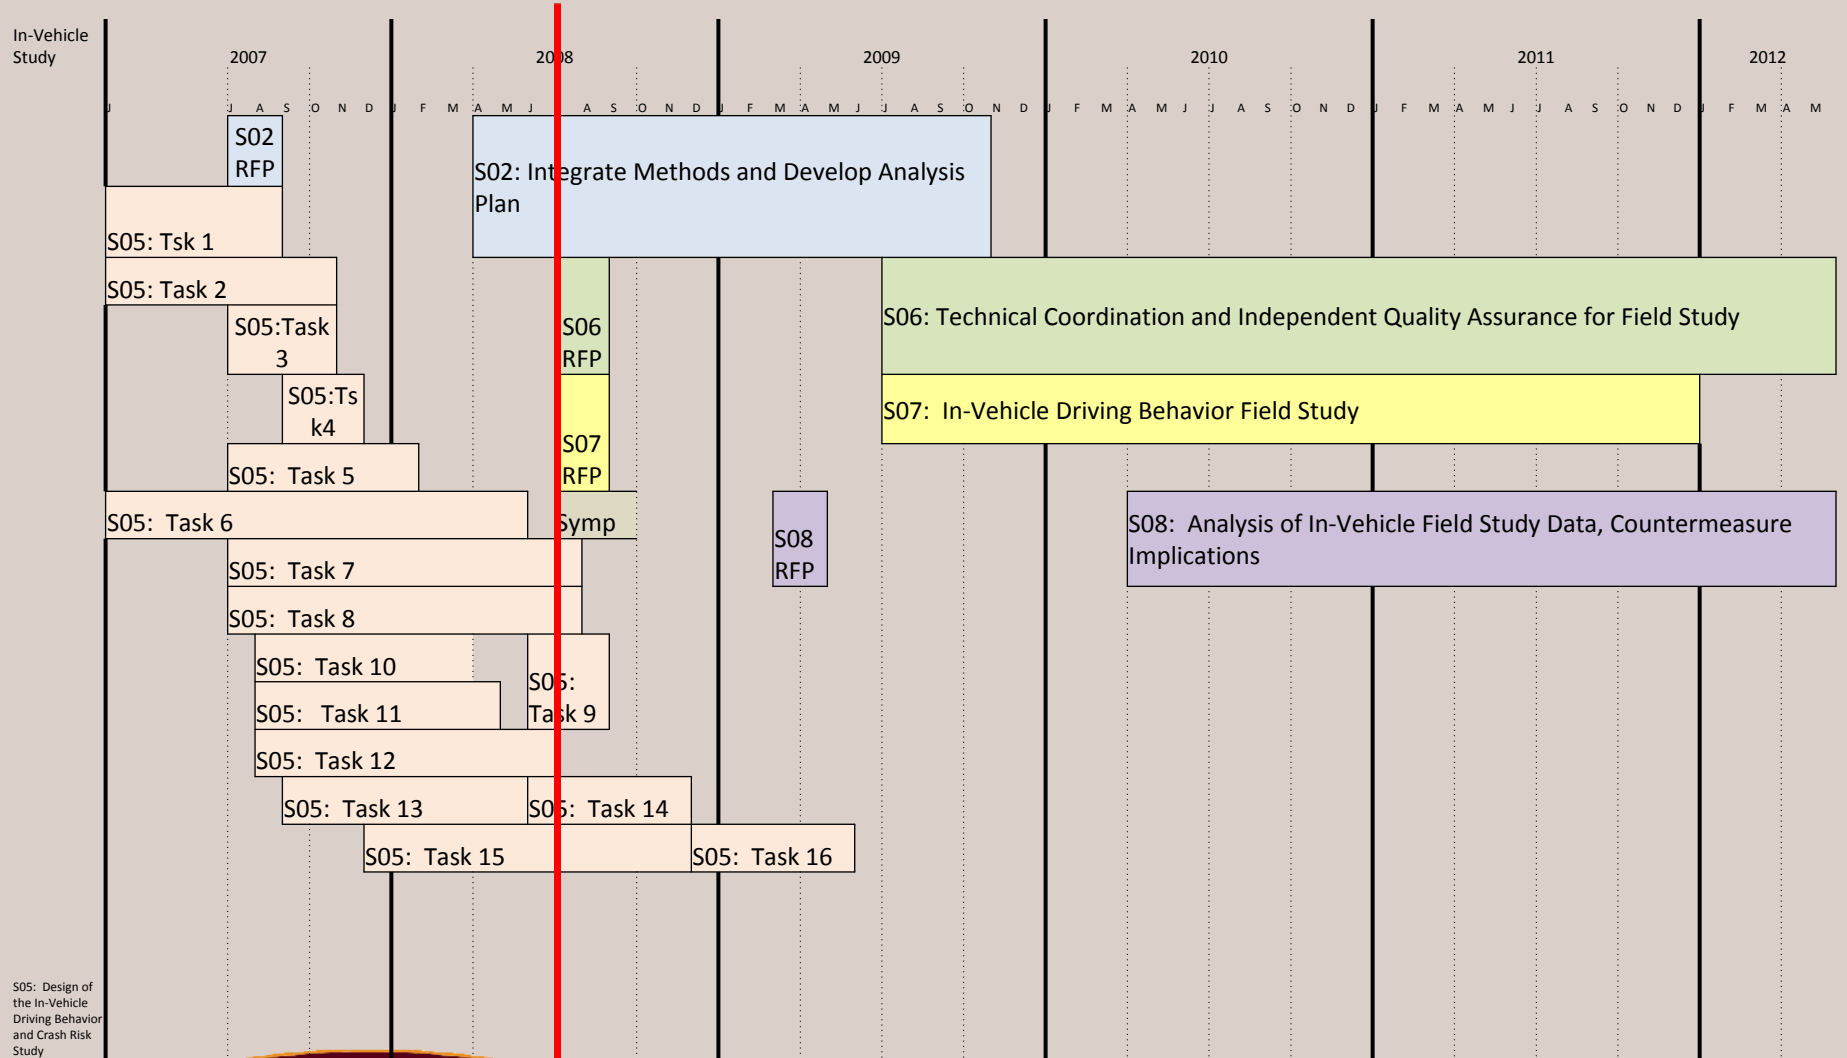 In-Vehicle
Study
2007 2008 2009 2010 2011 2012
J J A S O N D J F M A M J A S O N D J F M A M J J A S O N D J F M A M J J A S O N D J F M A M J J A S O N D J F M A M
S02
RFP
S02: Integrate Methods and Develop Analysis
Plan
S05: Tsk 1
S05: Task 2
S05:Task
3
S06
RFP
S06: Technical Coordination and Independent Quality Assurance for Field Study
S05:Ts
k4
S07
RFP
S07: In-Vehicle Driving Behavior Field Study
S05: Task 5
S05: Task 6
Symp
S08
RFP
S08: Analysis of In-Vehicle Field Study Data, Countermeasure
Implications
S05: Task 7
S05: Task 8
S05: Task 10
S05:
Task 9
S05: Task 11
S05: Task 12
S05: Task 13
S05: Task 14
S05: Task 15
S05: Task 16
S05: Design of
the In-Vehicle
Driving Behavior
and Crash Risk
Study